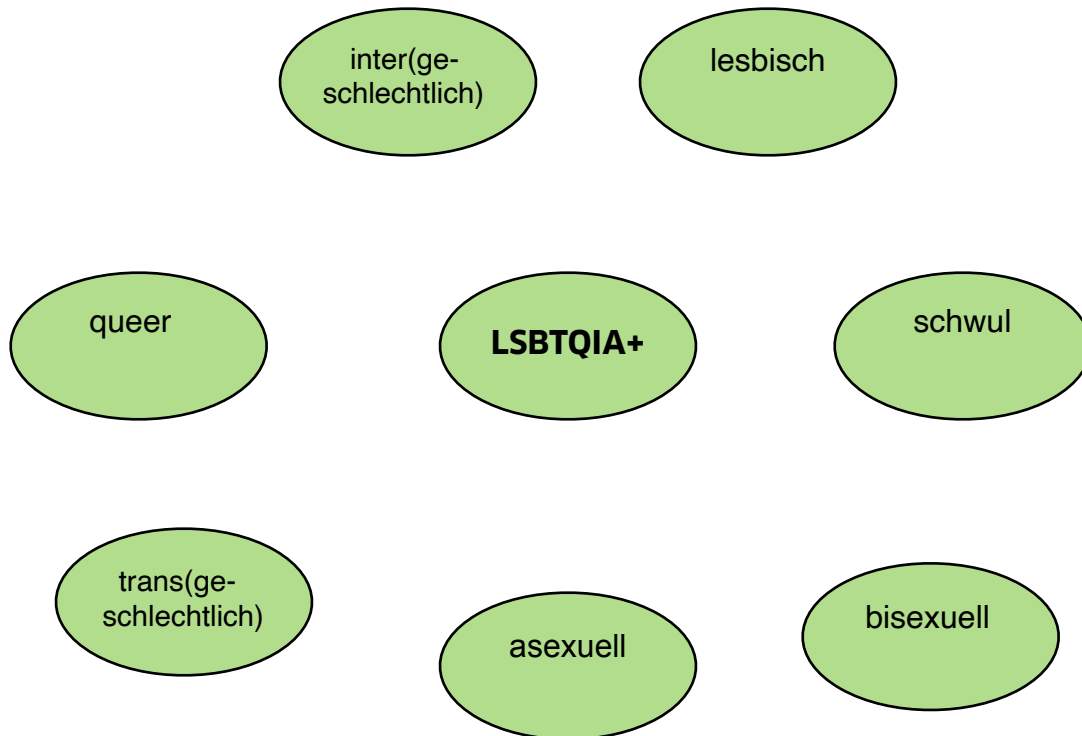 inter(ge-
schlechtlich)
lesbisch
queer
LSBTQIA+
schwul
trans(ge-
schlechtlich)
asexuell
bisexuell